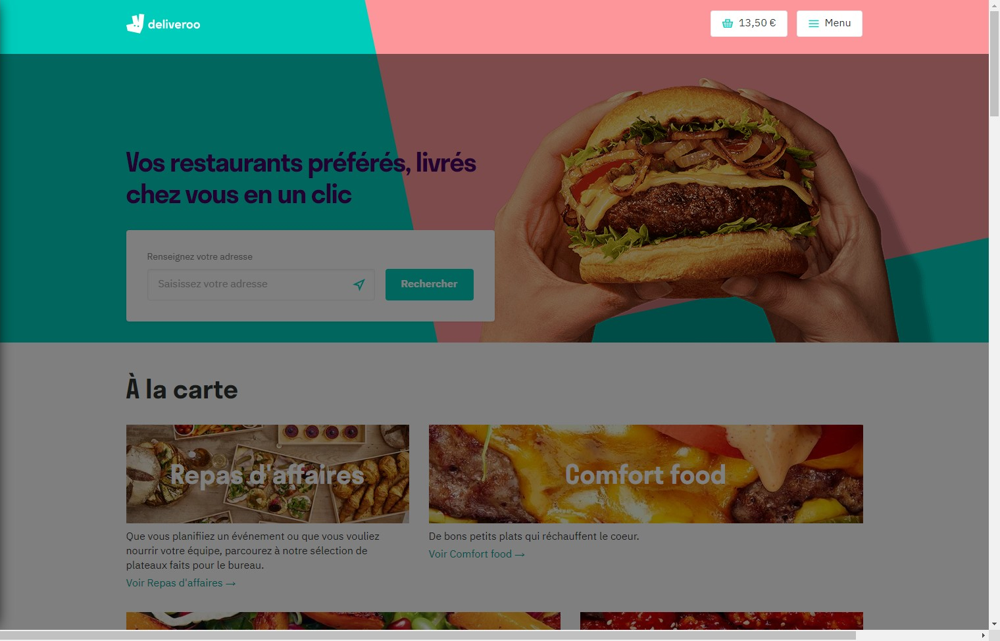 deliveroo
13,50 €
Menu
Vos restaurants préférés, livrés
chez vous en un clic
Renseignez votre adresse
Saisissez votre adresse
Rechercher
À la carte
Repas d'affaires
Comfort food
Que vous planifiiez un événement ou que vous vouliez
nourrir votre équipe, parcourez à notre sélection de
plateaux faits pour le bureau.
Voir Repas d'affaires →
De bons petits plats qui réchauffent le coeur.
Voir Comfort food →